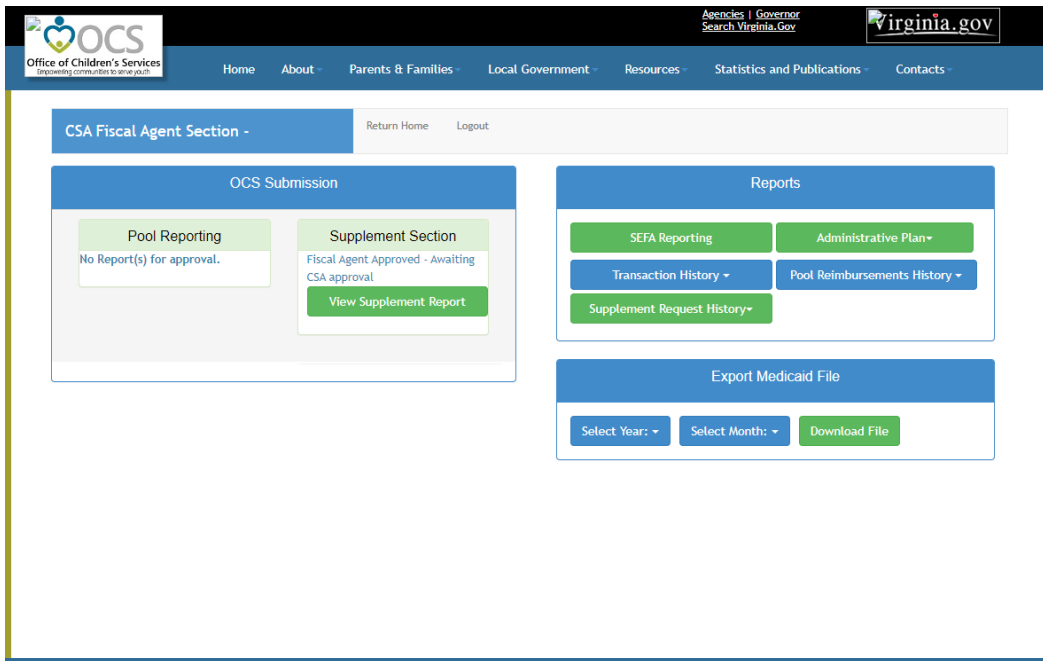 Agencies | Governor
Search Virginia.Gov
Virginia.gov
OCS
Office of Children's Services
Empowering communities to serve youth
Home About Parents & Families Local Government Resources Statistics and Publications Contacts
CSA Fiscal Agent Section -
Return Home Logout
OCS Submission
Pool Reporting
No Report(s) for approval.
Supplement Section
Fiscal Agent Approved - Awaiting
CSA approval
View Supplement Report
Reports
SEFA Reporting
Administrative Plan
Transaction History
Pool Reimbursements History
Supplement Request History
Export Medicaid File
Select Year:
Select Month:
Download File